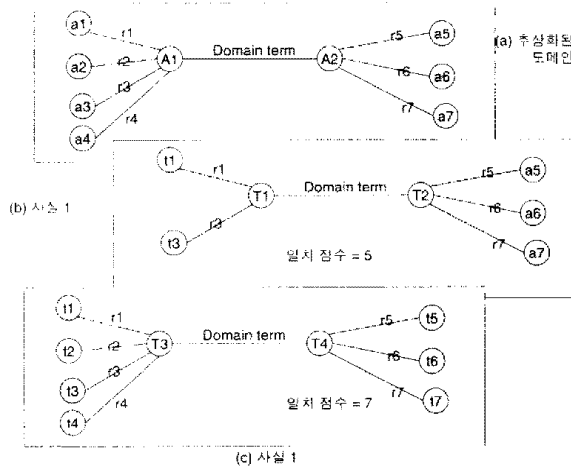 a1
r1
a2
r2
A1
Domain term
A2
r5
a5
r6
a6
r3
a3
r4
a4
r7
a7
(a) 추상화된
도메인
t1
r1
T1
Domain term
T2
r5
a5
r6
a6
r3
t3
r7
a7
(b) 사실 1
일치 점수 = 5
t1
r1
t2
r2
T3
Domain term
T4
r5
t5
r6
t6
r3
t3
r4
t4
r7
t7
일치 점수 = 7
(c) 사실 1